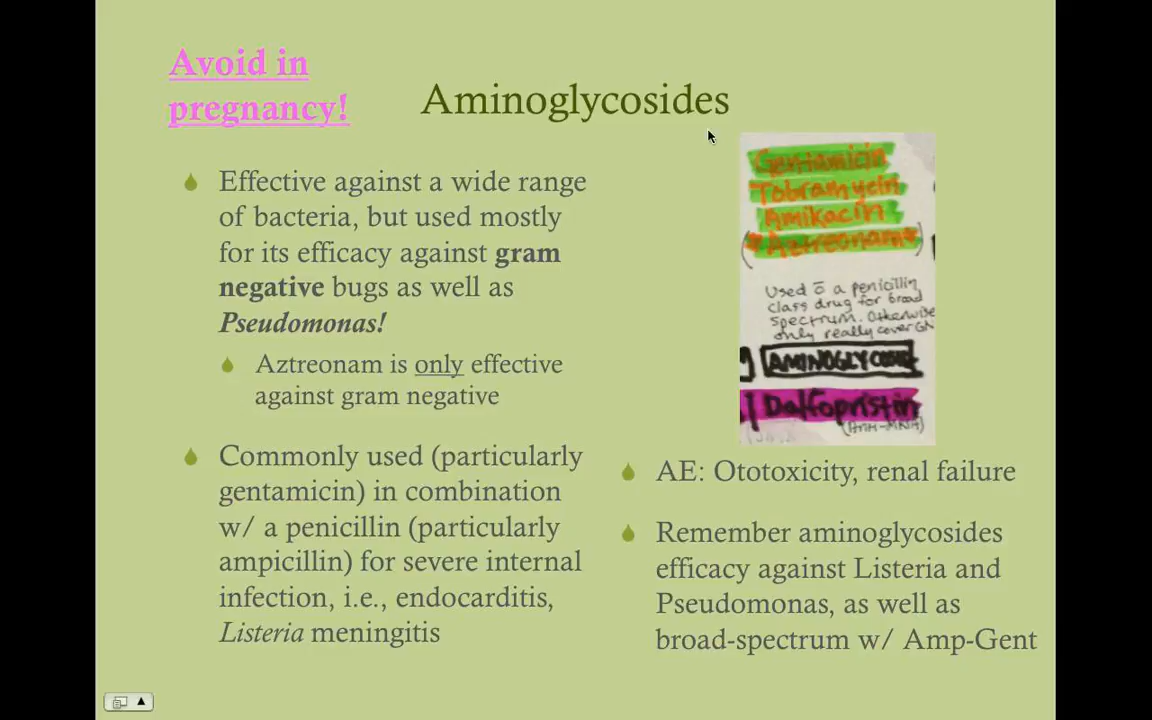 Avoid in
pregnancy!
Aminoglycosides
Effective against a wide range
of bacteria, but used mostly
for its efficacy against gram
negative bugs as well as
Pseudomonas!
Aztreonam is only effective
against gram negative
Commonly used (particularly
gentamicin) in combination
w/ a penicillin (particularly
ampicillin) for severe internal
infection, i.e., endocarditis,
Listeria meningitis
Gentamicin
Tobramycin
Amikacin
(*Aztreonam*)
Used c̄ a penicillin
class drug for broad
spectrum. Otherwise
only really cover
AMINOGLYCOSI
Dalfopristin
AE: Ototoxicity, renal failure
Remember aminoglycosides
efficacy against Listeria and
Pseudomonas, as well as
broad-spectrum w/ Amp-Gent